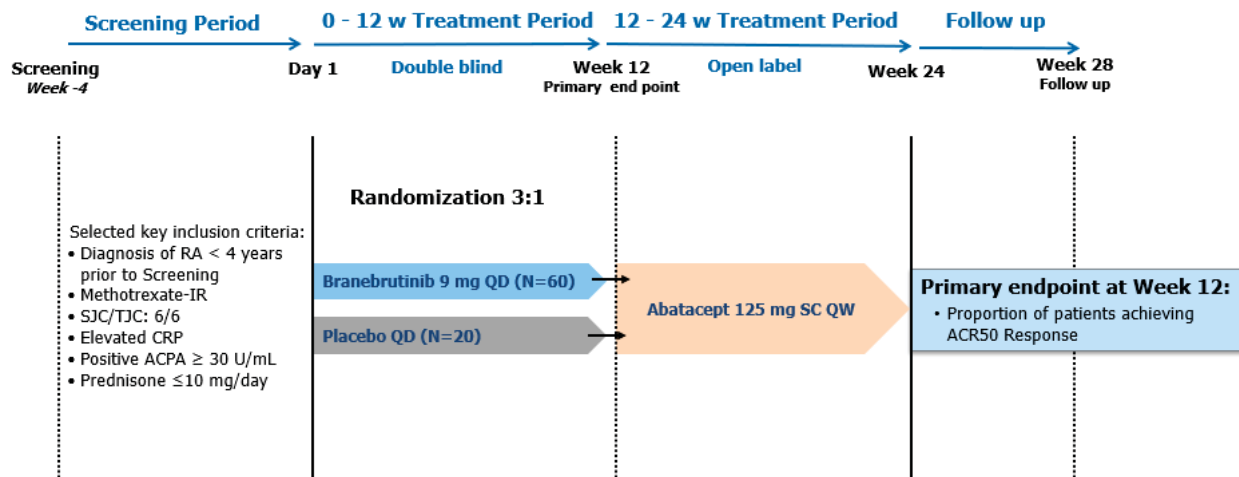 Screening Period
0 - 12 w Treatment Period
12 - 24 w Treatment Period
Follow up
Screening
Week -4
Day 1
Double blind
Week 12
Primary end point
Open label
Week 24
Week 28
Follow up
Randomization 3:1
Selected key inclusion criteria:
• Diagnosis of RA < 4 years
prior to Screening
• Methotrexate-IR
• SJC/TJC: 6/6
• Elevated CRP
• Positive ACPA ≥ 30 U/mL
• Prednisone ≤10 mg/day
Branebrutinib 9 mg QD (N=60)
Placebo QD (N=20)
Abatacept 125 mg SC QW
Primary endpoint at Week 12:
• Proportion of patients achieving
ACR50 Response